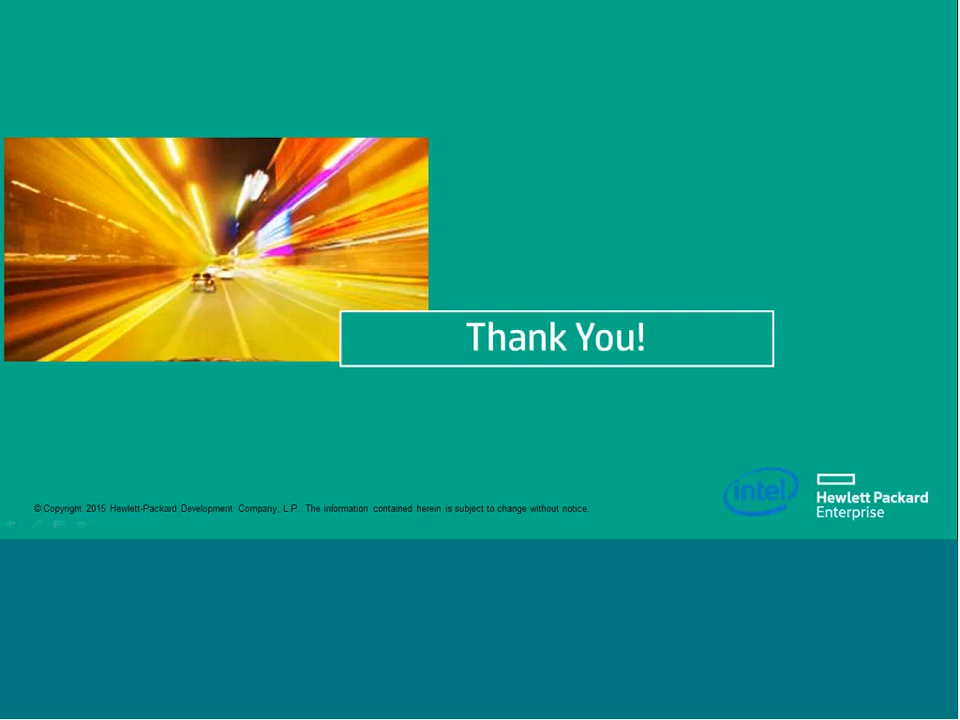 Thank You!
© Copyright 2015 Hewlett-Packard Development Company, L.P. The information contained herein is subject to change without notice.
intel
Hewlett Packard
Enterprise